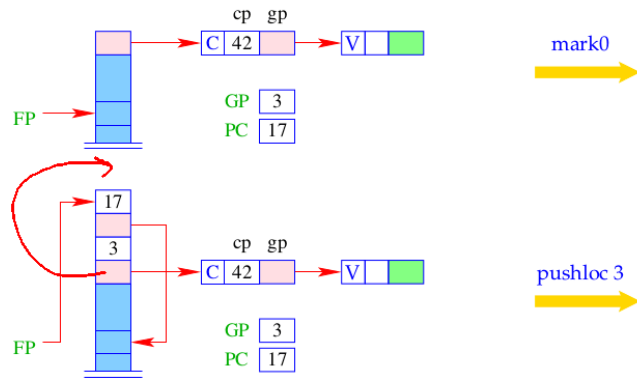 cp gp
C 42 V mark0
GP 3
FP
PC 17
17
3
cp gp
C 42 V pushloc 3
GP 3
FP
PC 17